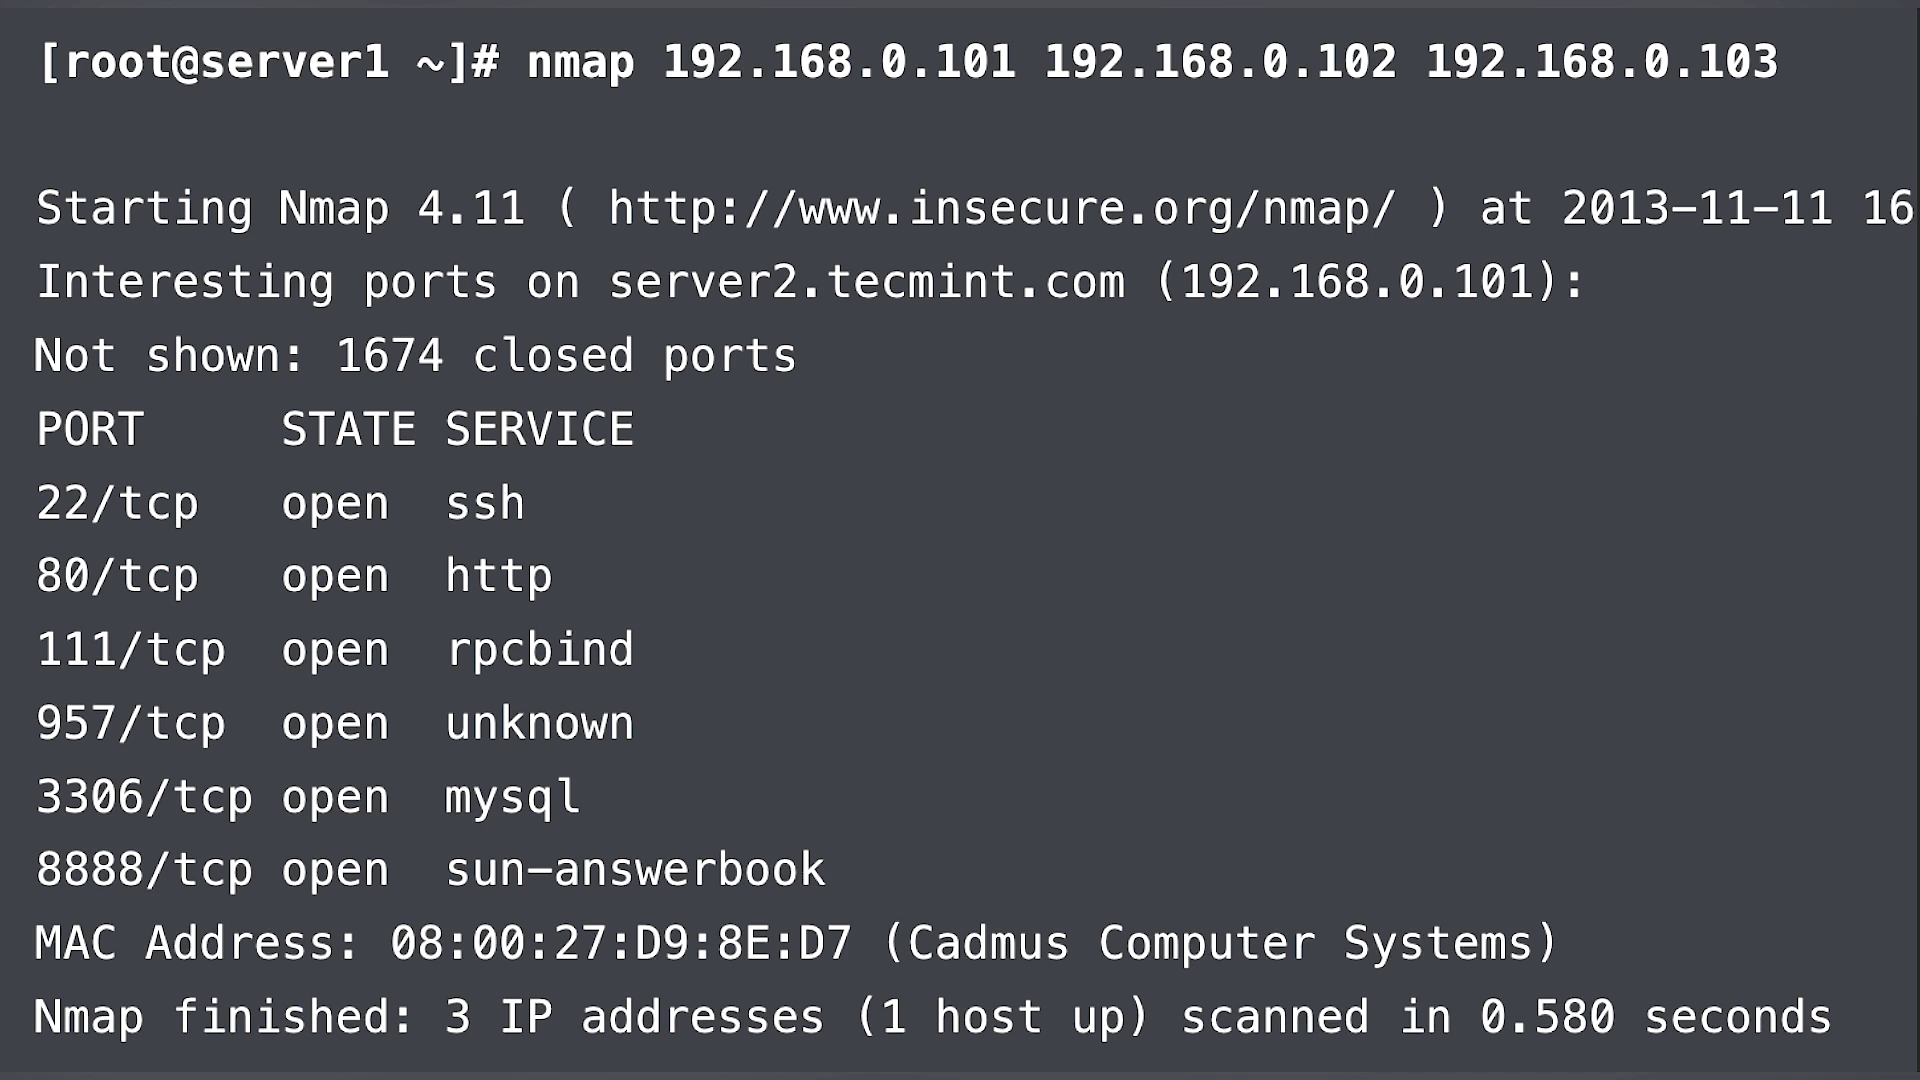 [root@server1 ~]# nmap 192.168.0.101 192.168.0.102 192.168.0.103
Starting Nmap 4.11 ( http://www.insecure.org/nmap/ ) at 2013-11-11 16
Interesting ports on server2.tecmint.com (192.168.0.101):
Not shown: 1674 closed ports
PORT     STATE SERVICE
22/tcp   open  ssh
80/tcp   open  http
111/tcp  open  rpcbind
957/tcp  open  unknown
3306/tcp open  mysql
8888/tcp open  sun-answerbook
MAC Address: 08:00:27:D9:8E:D7 (Cadmus Computer Systems)
Nmap finished: 3 IP addresses (1 host up) scanned in 0.580 seconds